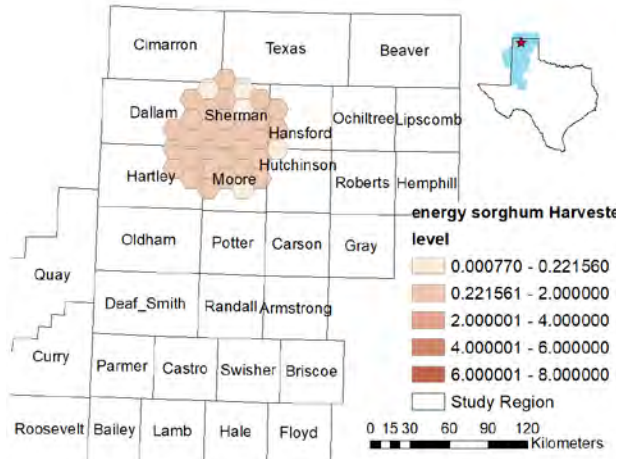 Cimarron Texas Beaver
Dallam Sherman Hansford Ochiltree Lipscomb
Hartley Moore Hutchinson Roberts Hemphill
Oldham Potter Carson Gray
Quay
Deaf_Smith Randall Armstrong
Curry Parmer Castro Swisher Briscoe
Roosevelt Bailey Lamb Hale Floyd
energy sorghum Harveste
level
0.000770 - 0.221560
0.221561 - 2.000000
2.000001 - 4.000000
4.000001 - 6.000000
6.000001 - 8.000000
Study Region
0 15 30 60 90 120
Kilometers